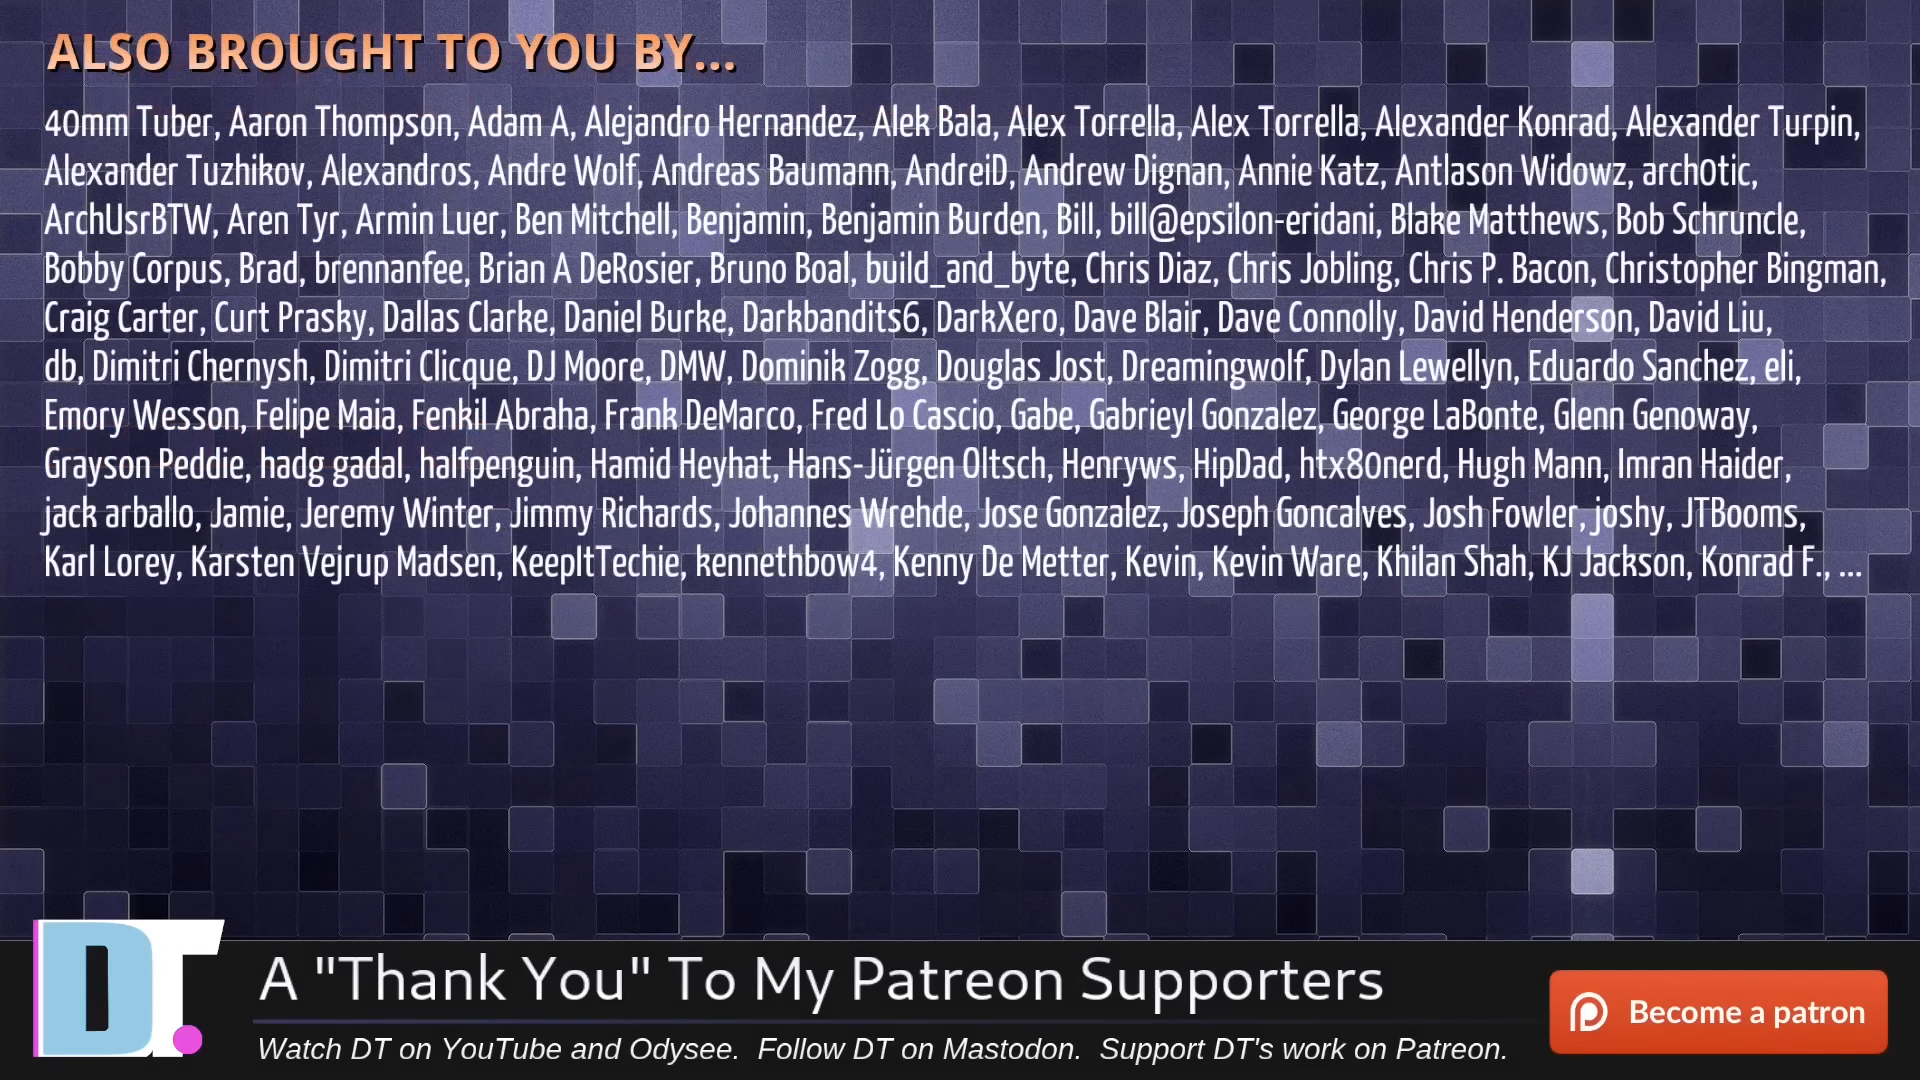 ALSO BROUGHT TO YOU BY...
40mm Tuber, Aaron Thompson, Adam A, Alejandro Hernandez, Alek Bala, Alex Torrella, Alex Torrella, Alexander Konrad, Alexander Turpin,
Alexander Tuzhikov, Alexandros, Andre Wolf, Andreas Baumann, AndreiD, Andrew Dignan, Annie Katz, Antlason Widowz, arch0tic,
ArchUsrBTW, Aren Tyr, Armin Luer, Ben Mitchell, Benjamin, Benjamin Burden, Bill, bill@epsilon-eridani, Blake Matthews, Bob Schruncle,
Bobby Corpus, Brad, brennanfee, Brian A DeRosier, Bruno Boal, build_and_byte, Chris Diaz, Chris Jobling, Chris P. Bacon, Christopher Bingman,
Craig Carter, Curt Prasky, Dallas Clarke, Daniel Burke, Darkbandits6, DarkXero, Dave Blair, Dave Connolly, David Henderson, David Liu,
db, Dimitri Chernysh, Dimitri Clicque, DJ Moore, DMW, Dominik Zogg, Douglas Jost, Dreamingwolf, Dylan Lewellyn, Eduardo Sanchez, eli,
Emory Wesson, Felipe Maia, Fenkil Abraha, Frank DeMarco, Fred Lo Cascio, Gabe, Gabrieyl Gonzalez, George LaBonte, Glenn Genoway,
Grayson Peddie, hadg gadal, halfpenguin, Hamid Heyhat, Hans-Jürgen Oltsch, Henryws, HipDad, htx80nerd, Hugh Mann, Imran Haider,
jack arballo, Jamie, Jeremy Winter, Jimmy Richards, Johannes Wrehde, Jose Gonzalez, Joseph Goncalves, Josh Fowler, joshy, JTBooms,
Karl Lorey, Karsten Vejrup Madsen, KeepItTechie, kennethbow4, Kenny De Metter, Kevin, Kevin Ware, Khilan Shah, KJ Jackson, Konrad F., ...
DT.
A "Thank You" To My Patreon Supporters
Become a patron
Watch DT on YouTube and Odysee. Follow DT on Mastodon. Support DT's work on Patreon.